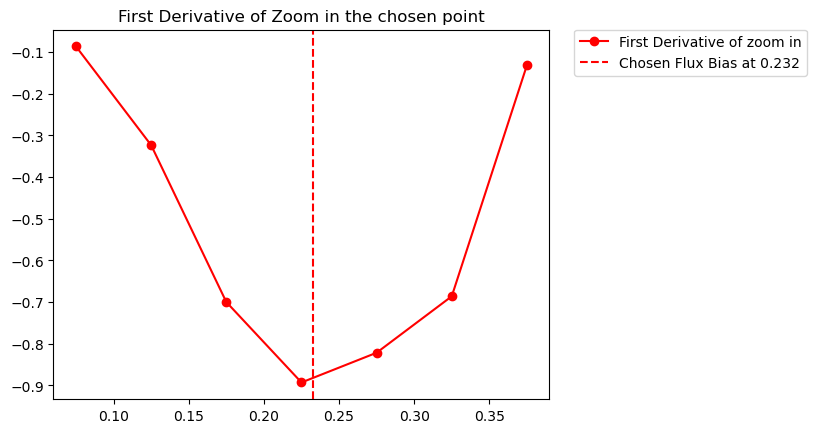 First Derivative of Zoom in the chosen point
First Derivative of zoom in
Chosen Flux Bias at 0.232
−0.1
−0.2
−0.3
−0.4
−0.5
−0.6
−0.7
−0.8
−0.9
0.10 0.15 0.20 0.25 0.30 0.35